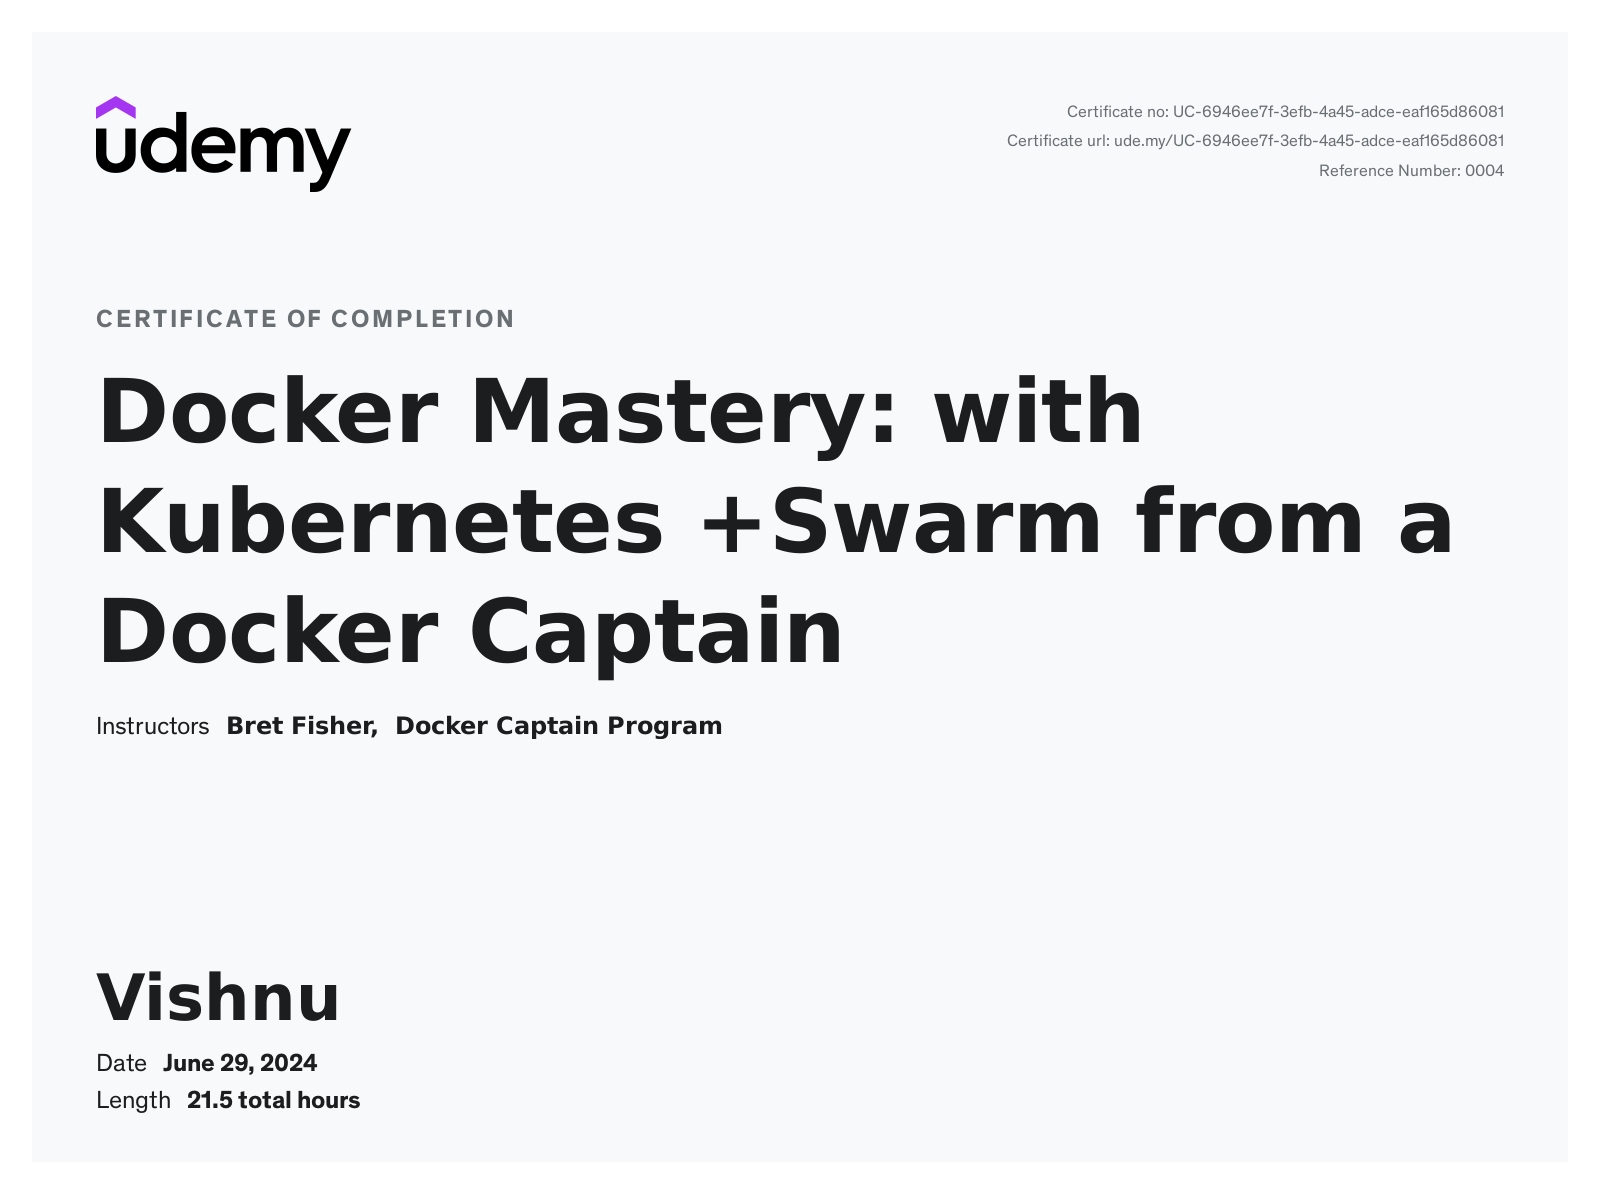 udemy
Certificate no: UC-6946ee7f-3efb-4a45-adce-eaf165d86081
Certificate url: ude.my/UC-6946ee7f-3efb-4a45-adce-eaf165d86081
Reference Number: 0004
CERTIFICATE OF COMPLETION
Docker Mastery: with
Kubernetes +Swarm from a
Docker Captain
Instructors Bret Fisher, Docker Captain Program
Vishnu
Date June 29, 2024
Length 21.5 total hours